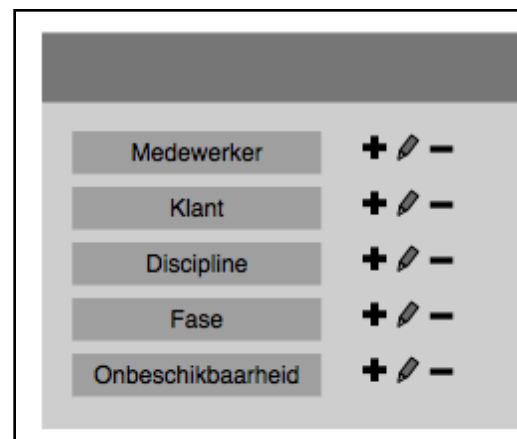 Medewerker
Klant
Discipline
Fase
Onbeschikbaarheid